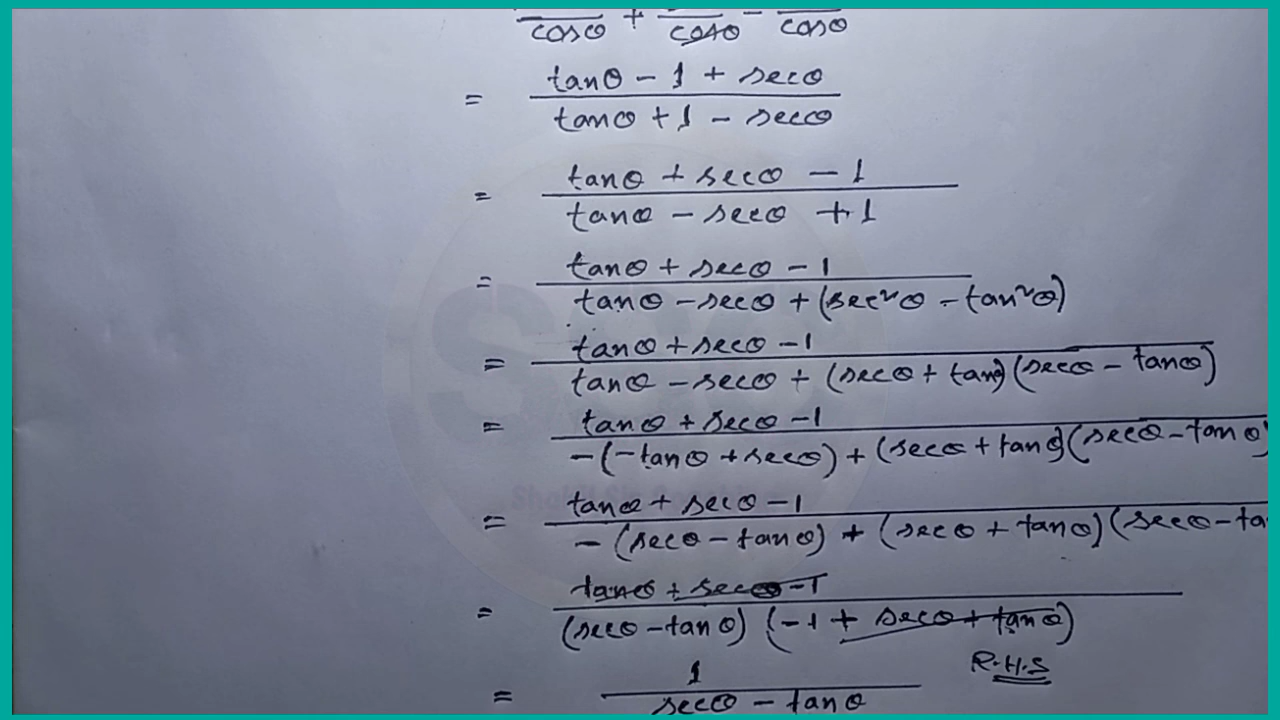 cosθ + cosθ - cosθ
= tanθ - 1 + secθ
tanθ + 1 - secθ
= tanθ + secθ - 1
tanθ - secθ + 1
= tanθ + secθ - 1
tanθ - secθ + (sec²θ - tan²θ)
= tanθ + secθ - 1
tanθ - secθ + (secθ + tanθ)(secθ - tanθ)
= tanθ + secθ - 1
-(-tanθ + secθ) + (secθ + tanθ)(secθ - tanθ)
= tanθ + secθ - 1
- (secθ - tanθ) + (secθ + tanθ)(secθ - ta
= tanθ + secθ - 1
(secθ - tanθ) (-1 + secθ + tanθ)
R.H.S
= 1
secθ - tanθ